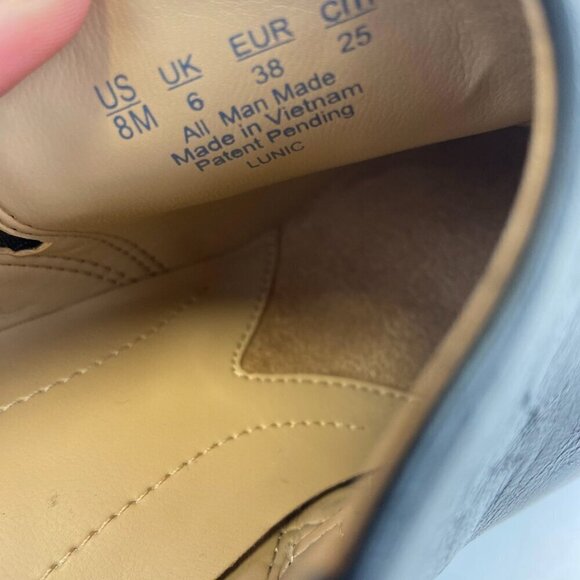 US UK EUR cm
8M 6 38 25
All Man Made
Made in Vietnam
Patent Pending
LUNIC